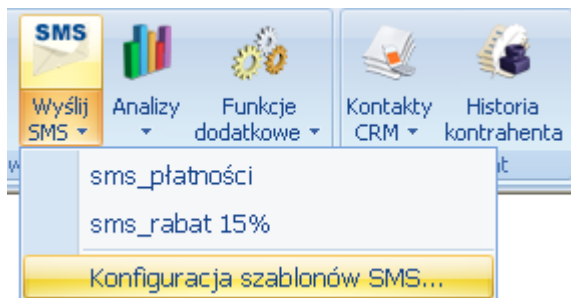 SMS
Wyślij Analizy Funkcje Kontakty Historia
SMS dodatkowe CRM kontrahenta
sms_płatności
sms_rabat 15%
Konfiguracja szablonów SMS...